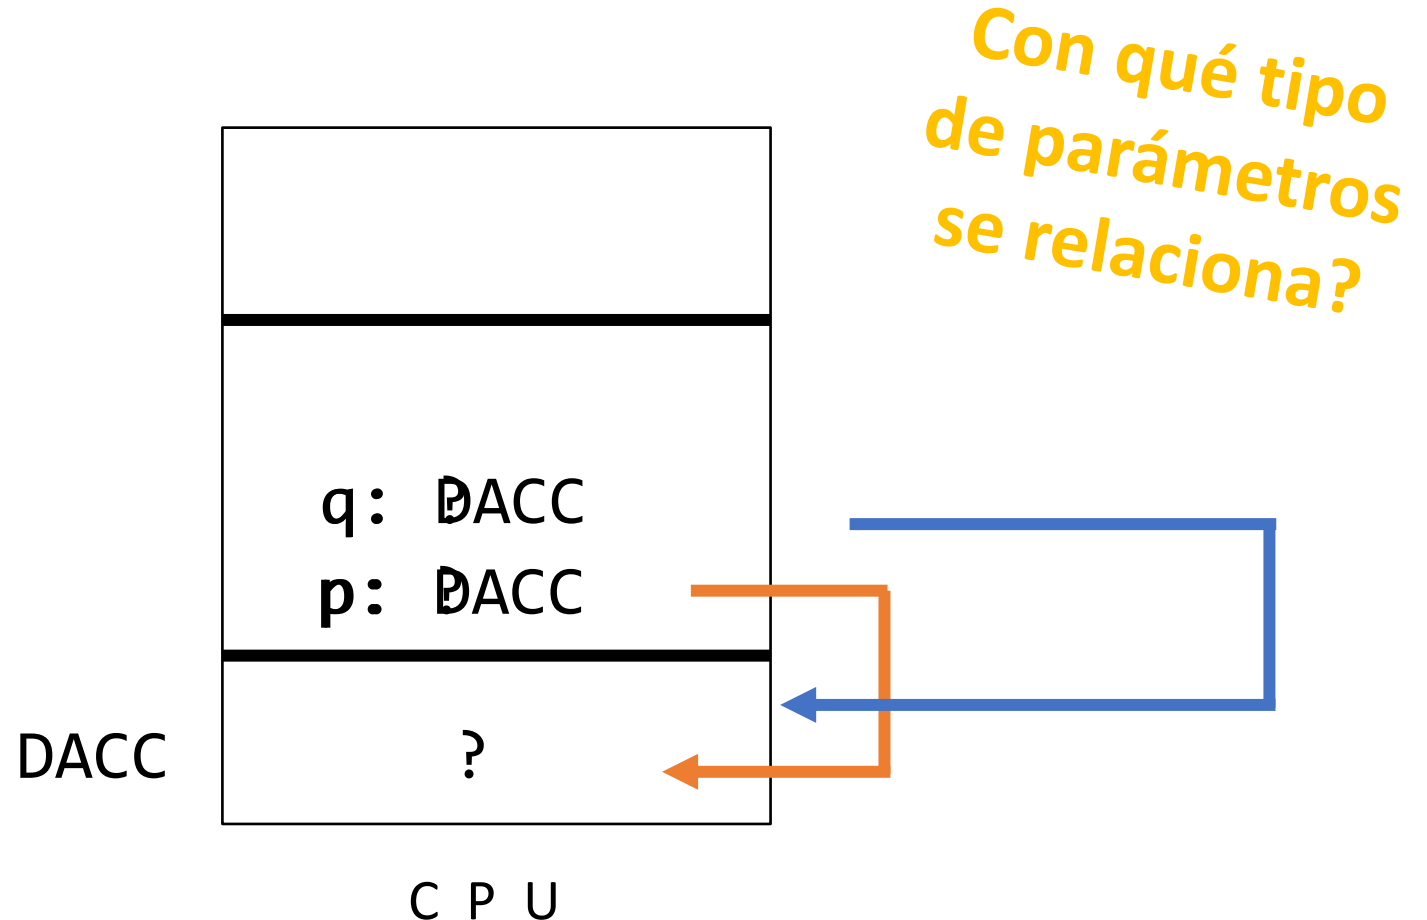 Con qué tipo
de parámetros
se relaciona?
q: DACC
?
p: DACC
?
DACC
?
C P U